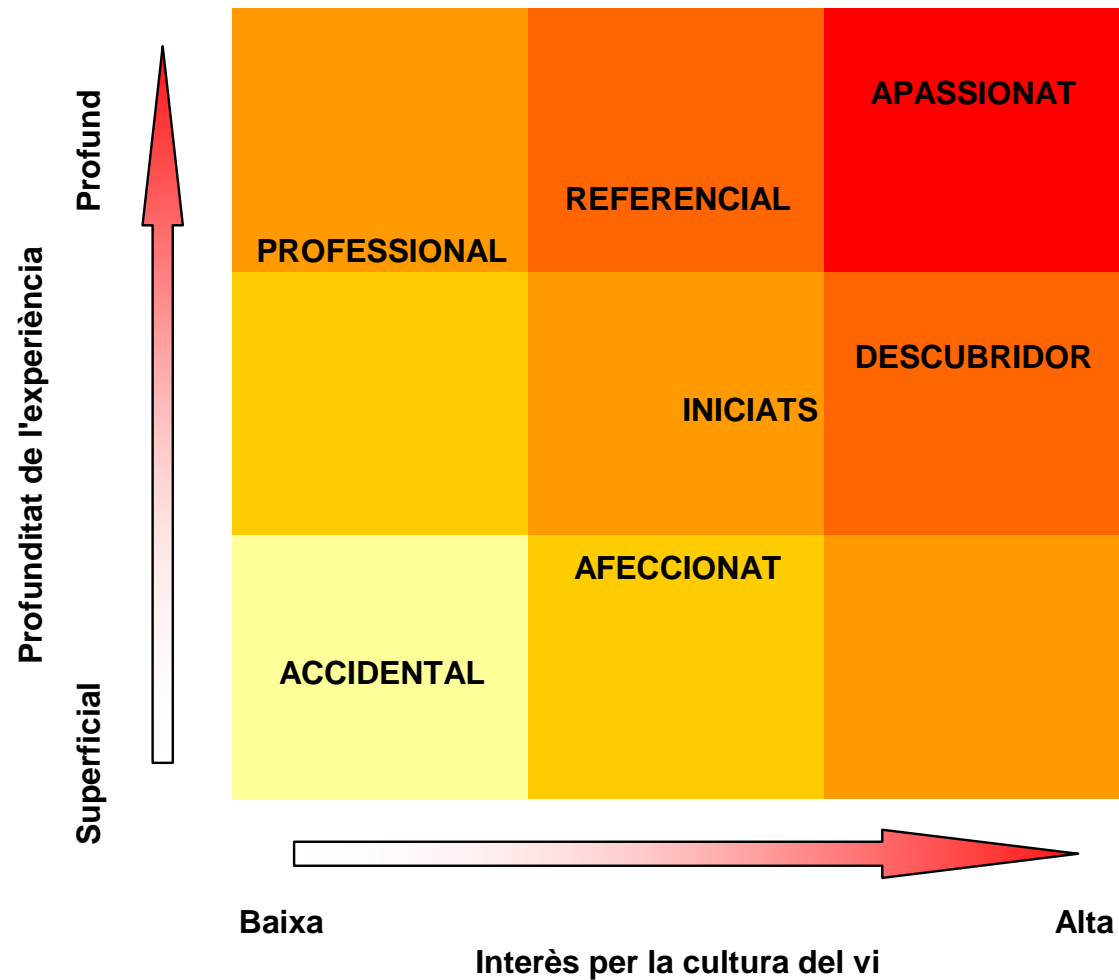 Profunditat de l'experiència
Profund
Superficial
APASSIONAT
REFERENCIAL
PROFESSIONAL
DESCUBRIDOR
INICIATS
AFECCIONAT
ACCIDENTAL
Baixa
Alta
Interès per la cultura del vi